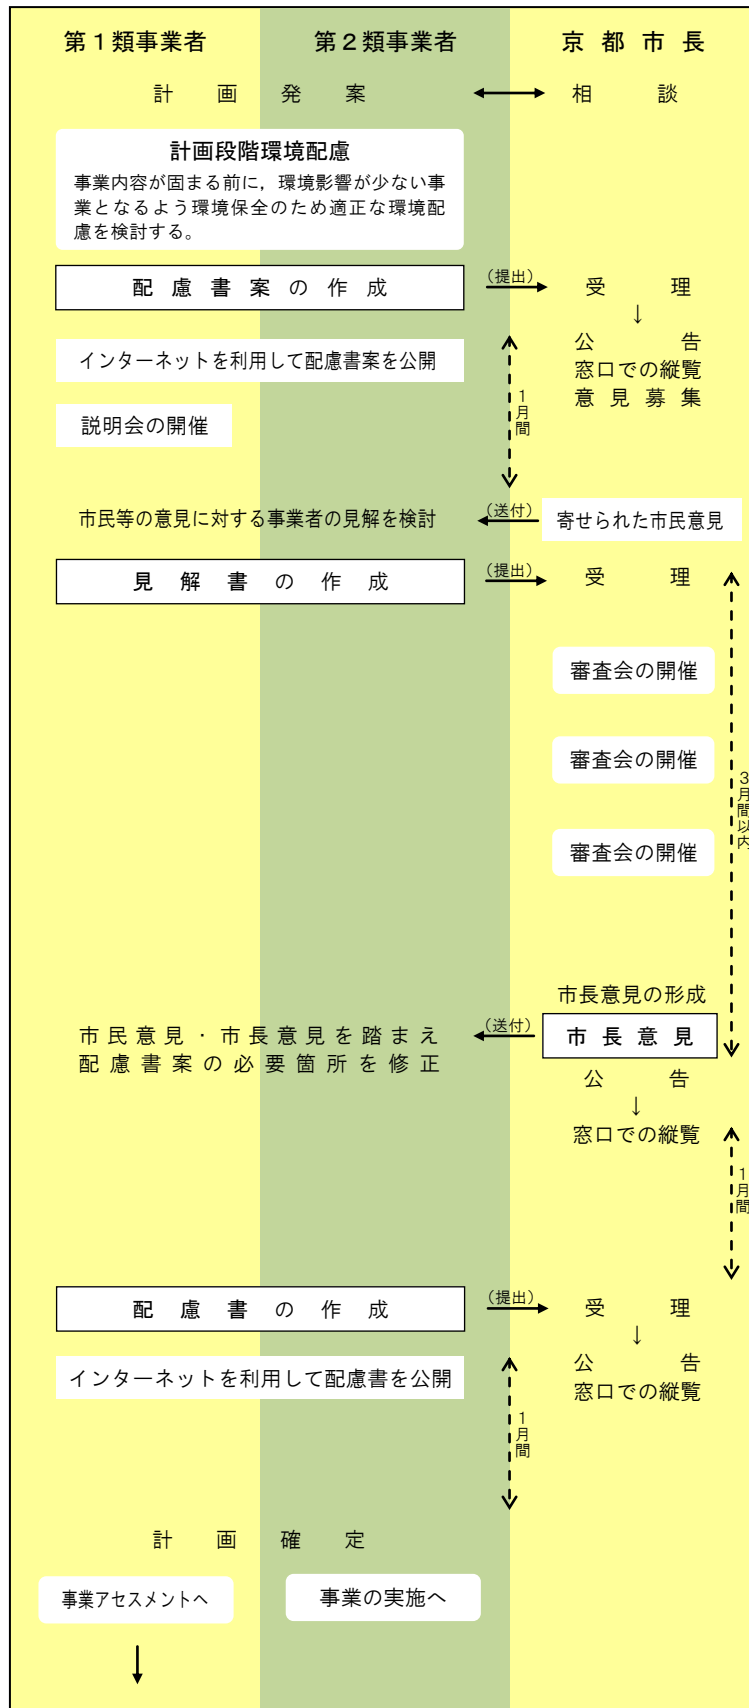 第１類事業者 第２類事業者 京都市長
計画発案 ←→ 相談
計画段階環境配慮
事業内容が固まる前に，環境影響が少ない事
業となるよう環境保全のため適正な環境配
慮を検討する。
配慮書案の作成 （提出）→ 受理
↓
インターネットを利用して配慮書案を公開
説明会の開催
1月間
公告
窓口での縦覧
意見募集
市民等の意見に対する事業者の見解を検討 ←（送付） 寄せられた市民意見
見解書の作成 （提出）→ 受理
審査会の開催
審査会の開催
審査会の開催
3月間以内
市長意見の形成
市民意見・市長意見を踏まえ
配慮書案の必要箇所を修正
（送付）
市長意見
公告
↓
窓口での縦覧
1月間
配慮書の作成 （提出）→ 受理
↓
インターネットを利用して配慮書を公開
1月間
公告
窓口での縦覧
計画確定
事業アセスメントへ 事業の実施へ
↓